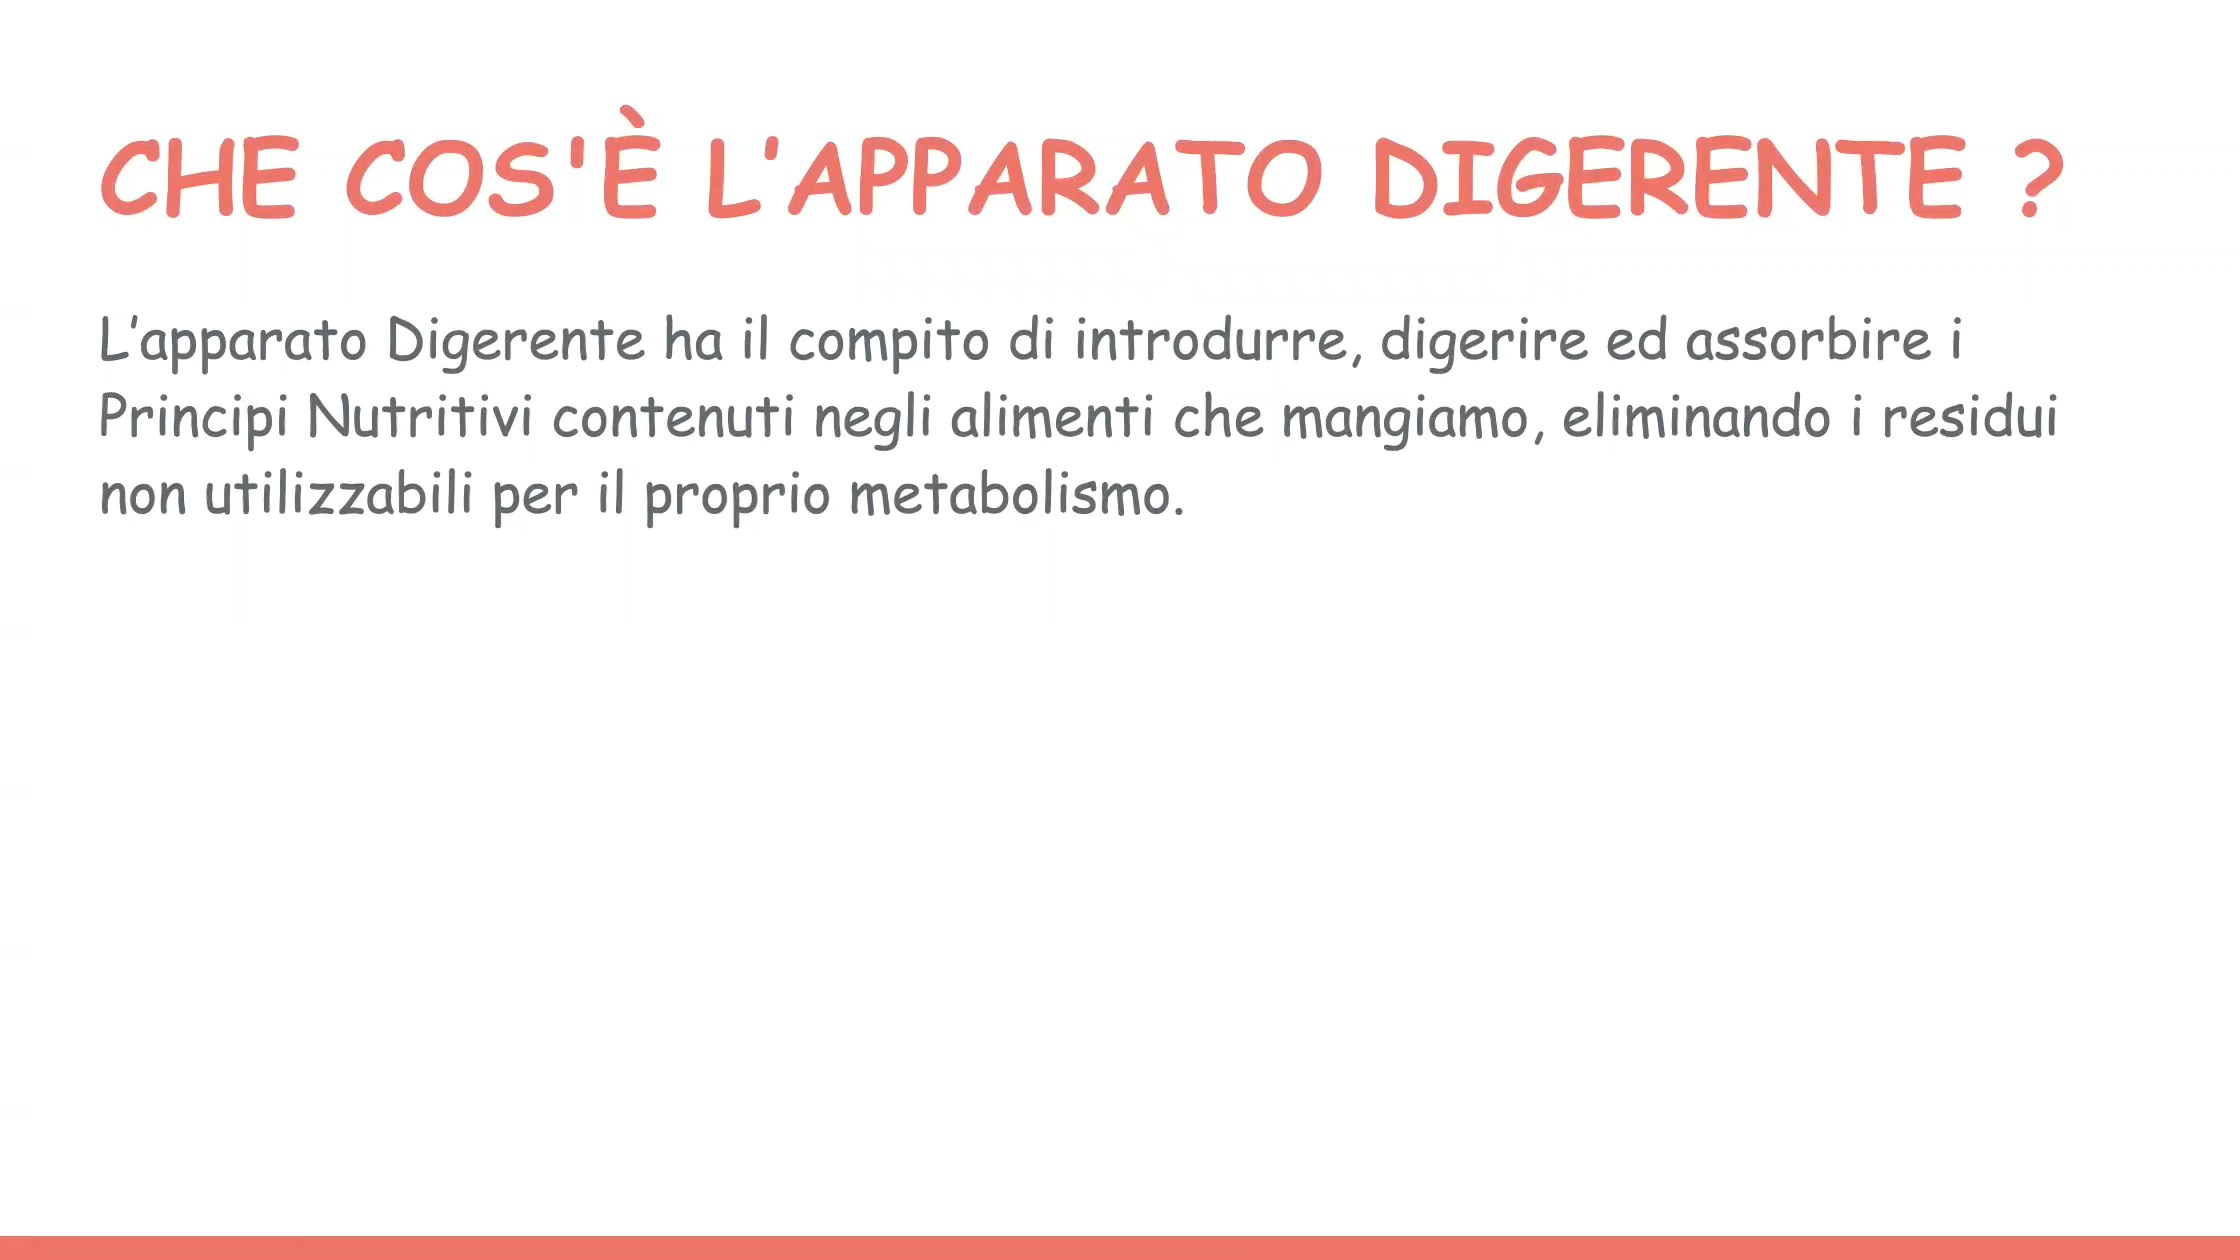 CHE COS'È L’APPARATO DIGERENTE ?
L’apparato Digerente ha il compito di introdurre, digerire ed assorbire i
Principi Nutritivi contenuti negli alimenti che mangiamo, eliminando i residui
non utilizzabili per il proprio metabolismo.